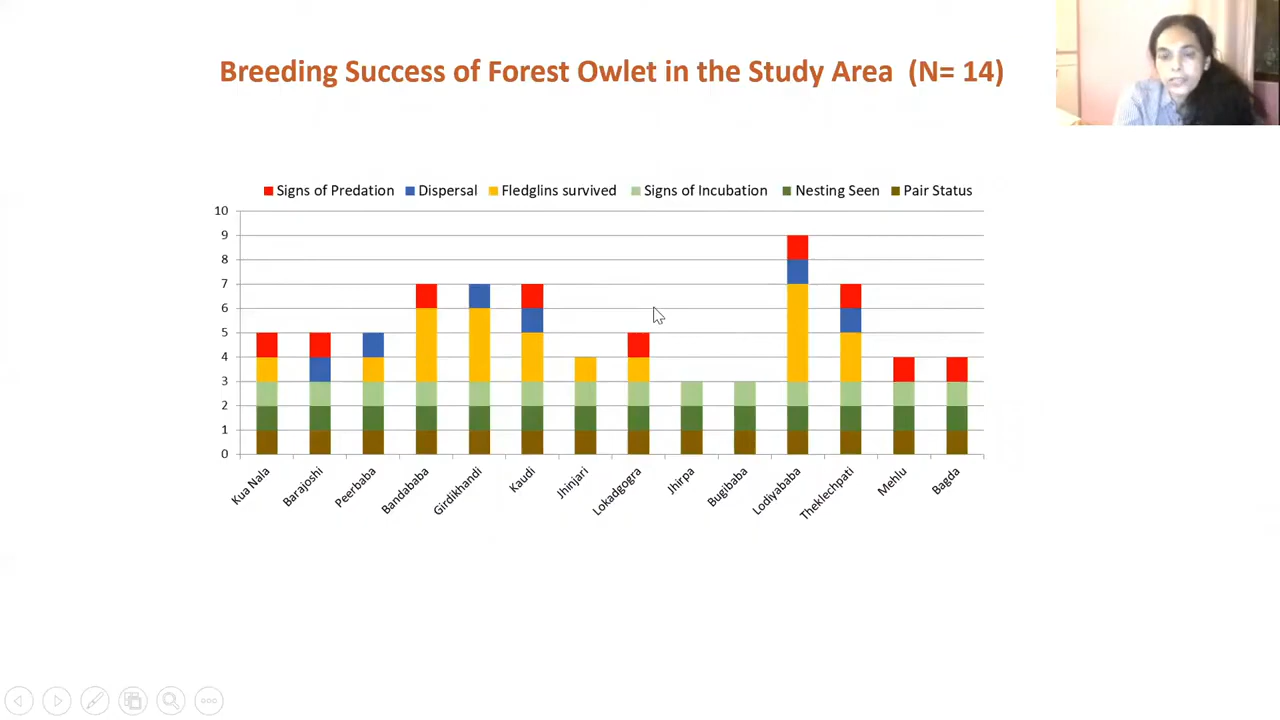 Breeding Success of Forest Owlet in the Study Area (N= 14)
Signs of Predation Dispersal Fledglins survived Signs of Incubation Nesting Seen Pair Status
10
9
8
7
6
5
4
3
2
1
0
Kua Nala
Barajoshi
Peerbaba
Bandababa
Girdikhandi
Kaudi
Jhinjari
Lokadgogra
Jhirpa
Bugibaba
Lodiyababa
Theklechpati
Mehlu
Bagda